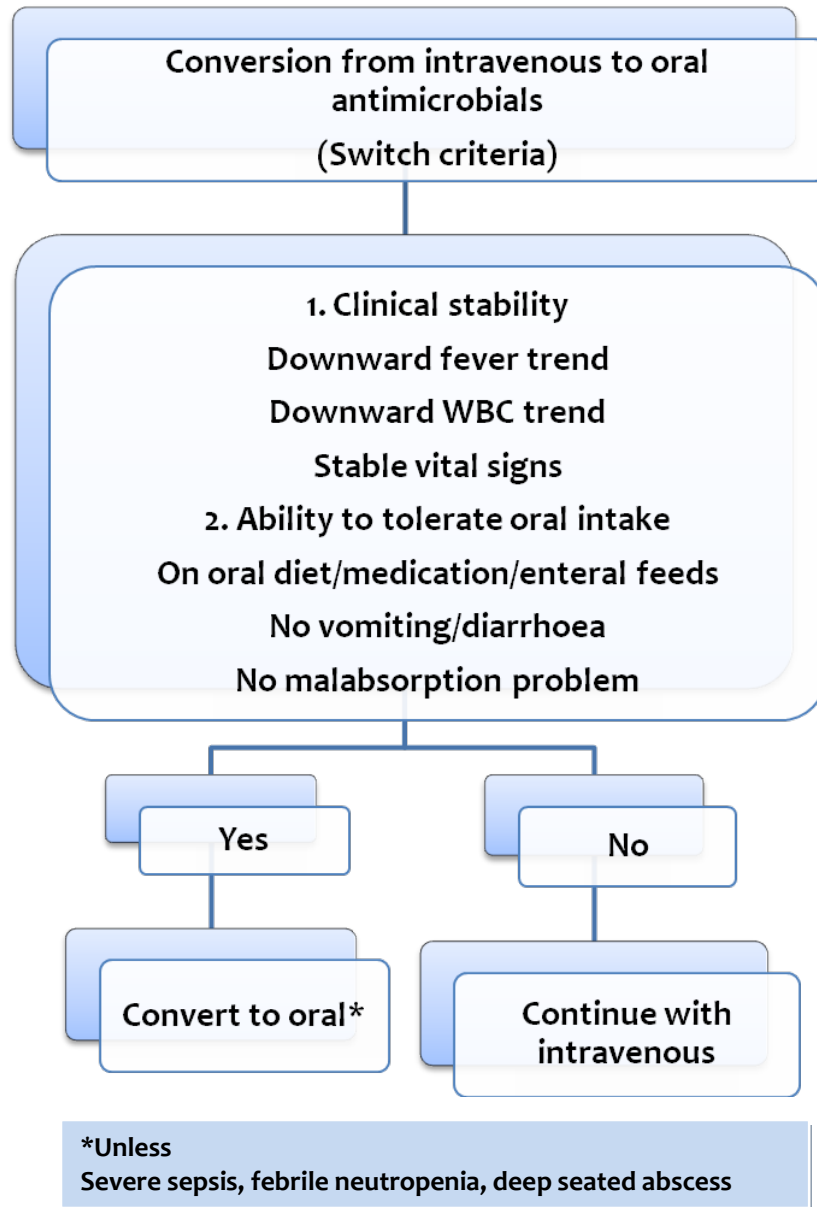 Conversion from intravenous to oral
antimicrobials
(Switch criteria)
1. Clinical stability
Downward fever trend
Downward WBC trend
Stable vital signs
2. Ability to tolerate oral intake
On oral diet/medication/enteral feeds
No vomiting/diarrhoea
No malabsorption problem
Yes
No
Convert to oral*
Continue with
intravenous
*Unless
Severe sepsis, febrile neutropenia, deep seated abscess